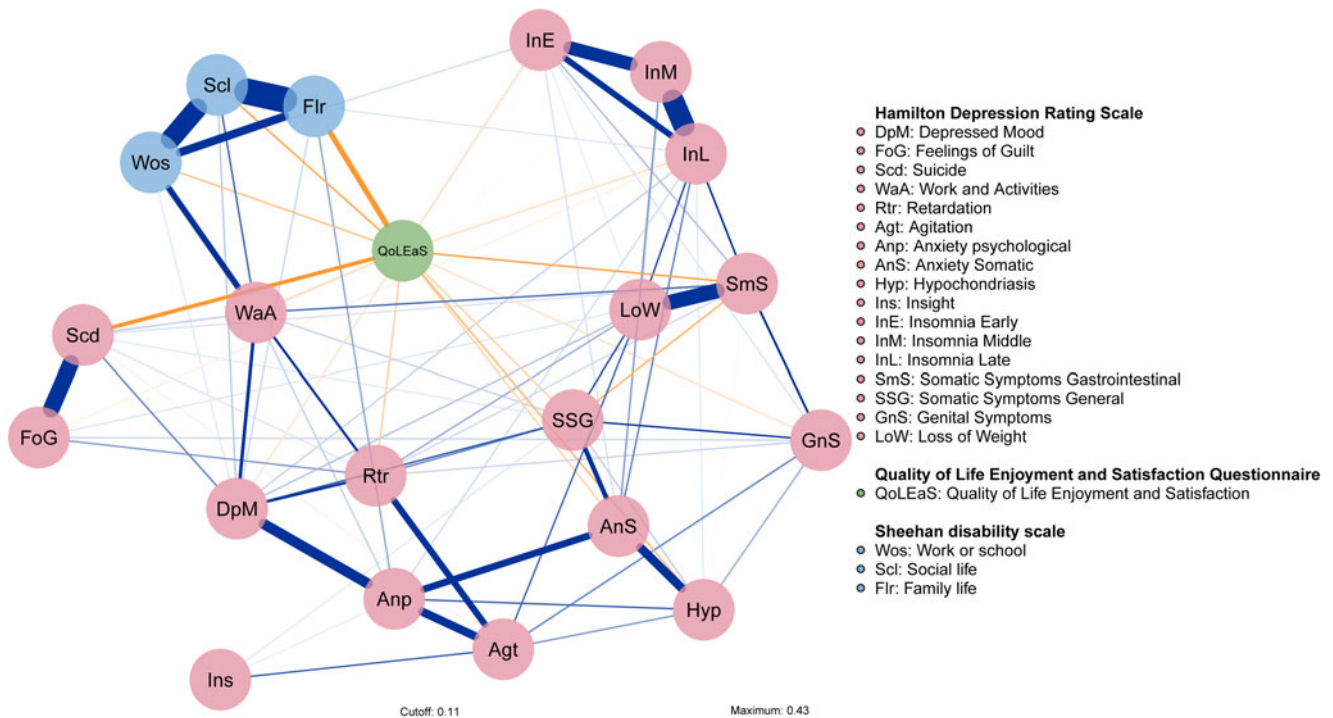 InE
InM
Scl
Flr
InL
Wos
QoLEaS
SmS
WaA
LoW
Scd
SSG
FoG
GnS
Rtr
DpM
AnS
Anp
Hyp
Agt
Ins
Cutoff: 0.11
Maximum: 0.43
Hamilton Depression Rating Scale
DpM: Depressed Mood
FoG: Feelings of Guilt
Scd: Suicide
WaA: Work and Activities
Rtr: Retardation
Agt: Agitation
Anp: Anxiety psychological
AnS: Anxiety Somatic
Hyp: Hypochondriasis
Ins: Insight
InE: Insomnia Early
InM: Insomnia Middle
InL: Insomnia Late
SmS: Somatic Symptoms Gastrointestinal
SSG: Somatic Symptoms General
GnS: Genital Symptoms
LoW: Loss of Weight
Quality of Life Enjoyment and Satisfaction Questionnaire
QoLEaS: Quality of Life Enjoyment and Satisfaction
Sheehan disability scale
Wos: Work or school
Scl: Social life
Flr: Family life